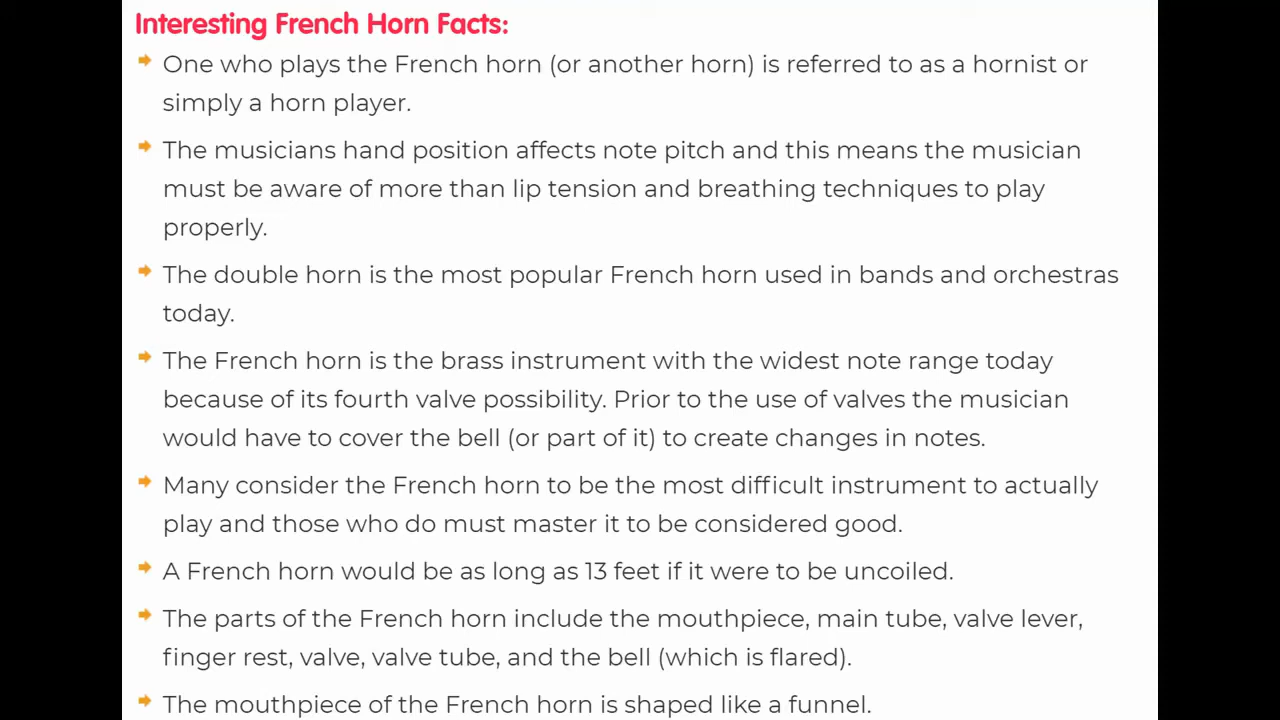 Interesting French Horn Facts:
One who plays the French horn (or another horn) is referred to as a hornist or
simply a horn player.
The musicians hand position affects note pitch and this means the musician
must be aware of more than lip tension and breathing techniques to play
properly.
The double horn is the most popular French horn used in bands and orchestras
today.
The French horn is the brass instrument with the widest note range today
because of its fourth valve possibility. Prior to the use of valves the musician
would have to cover the bell (or part of it) to create changes in notes.
Many consider the French horn to be the most difficult instrument to actually
play and those who do must master it to be considered good.
A French horn would be as long as 13 feet if it were to be uncoiled.
The parts of the French horn include the mouthpiece, main tube, valve lever,
finger rest, valve, valve tube, and the bell (which is flared).
The mouthpiece of the French horn is shaped like a funnel.